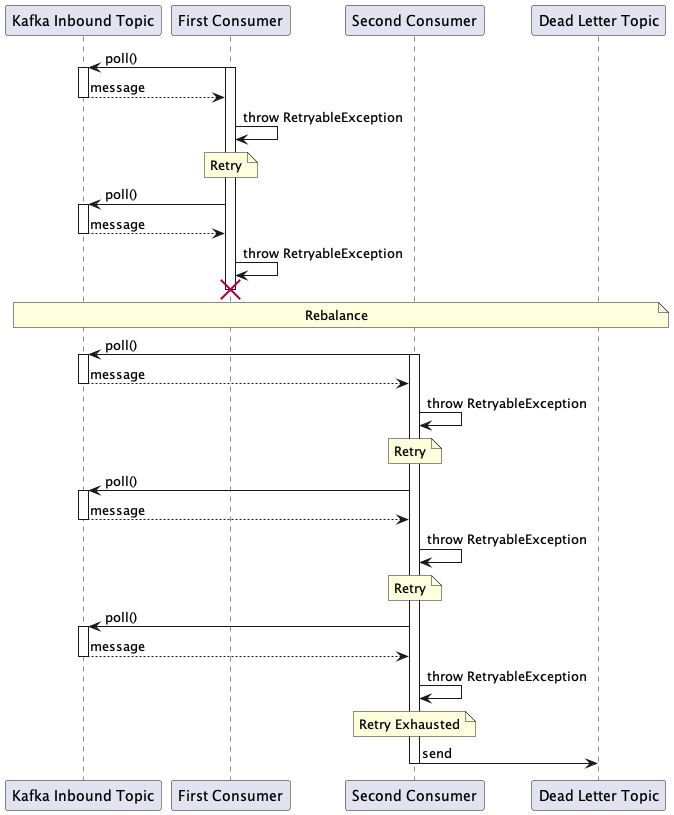 Kafka Inbound Topic
First Consumer
Second Consumer
Dead Letter Topic
poll()
message
throw RetryableException
Retry
poll()
message
throw RetryableException
Rebalance
poll()
message
throw RetryableException
Retry
poll()
message
throw RetryableException
Retry
poll()
message
throw RetryableException
Retry Exhausted
send
Kafka Inbound Topic
First Consumer
Second Consumer
Dead Letter Topic